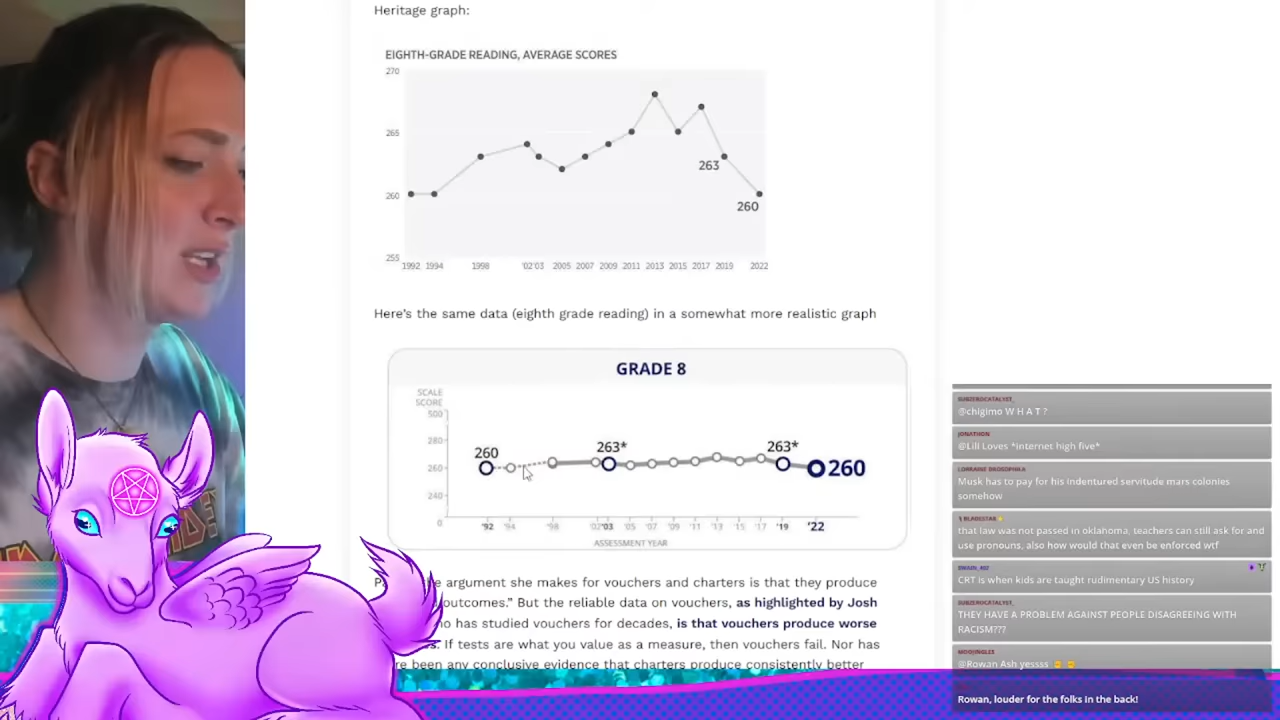 Heritage graph:
EIGHTH-GRADE READING, AVERAGE SCORES
270
265
260
255
263
260
1992 1994 1998 '02'03 2005 2007 2009 2011 2013 2015 2017 2019 2022
Here's the same data (eighth grade reading) in a somewhat more realistic graph
GRADE 8
SCALE
SCORE
500
280
260
240
0
260
263*
263*
260
'92 '94 '98 '02 '03 '05 '07 '09 '11 '13 '15 '17 '19 '22
ASSESSMENT YEAR
argument she makes for vouchers and charters is that they produce
outcomes." But the reliable data on vouchers, as highlighted by Josh
who has studied vouchers for decades, is that vouchers produce worse
If tests are what you value as a measure, then vouchers fail. Nor has
been any conclusive evidence that charters produce consistently better
SUBZEROCATALYST_
@chigimo W H A T ?
JONATHON
@Lill Loves *internet high five*
LORRAINE DROSOPHILA
Musk has to pay for his indentured servitude mars colonies
somehow
BLADESTAR
that law was not passed in oklahoma, teachers can still ask for and
use pronouns, also how would that even be enforced wtf
CRT is when kids are taught rudimentary US history
SUBZEROCATALYST_
THEY HAVE A PROBLEM AGAINST PEOPLE DISAGREEING WITH
RACISM???
@Rowan Ash yessss
Rowan, louder for the folks in the back!